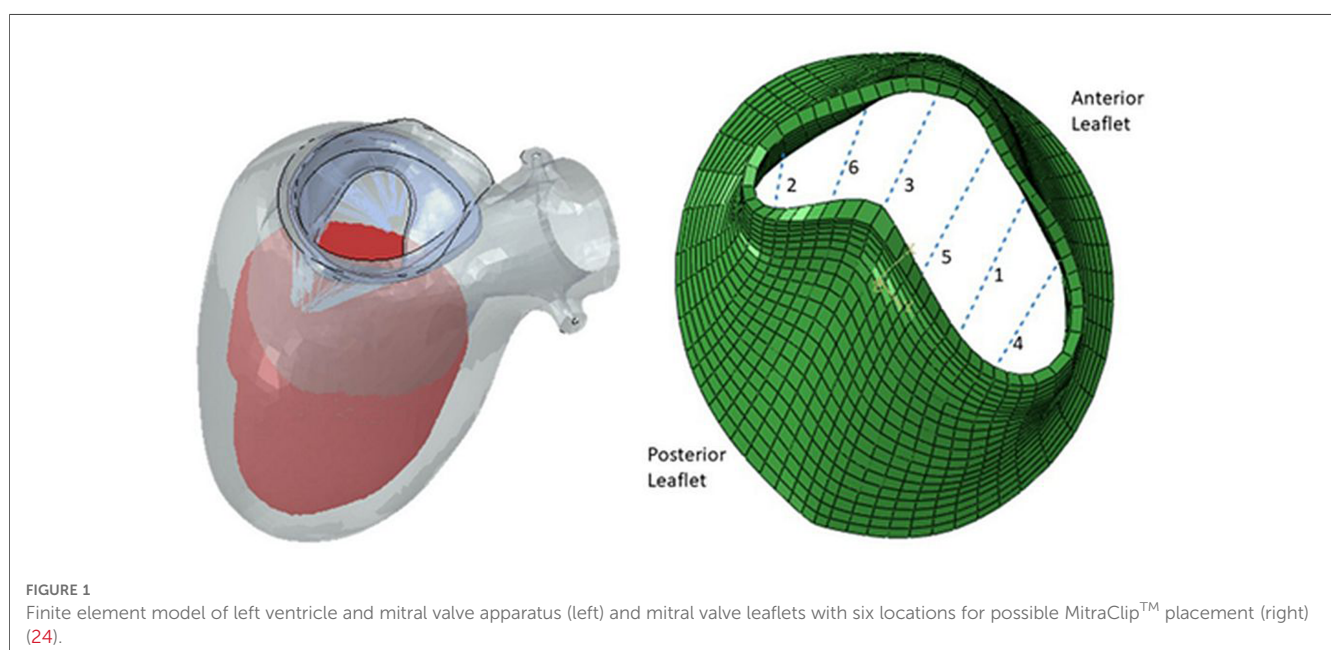 Anterior
Leaflet
6
2
3
5
1
4
Posterior
Leaflet
FIGURE 1
Finite element model of left ventricle and mitral valve apparatus (left) and mitral valve leaflets with six locations for possible MitraClip™ placement (right)
(24).